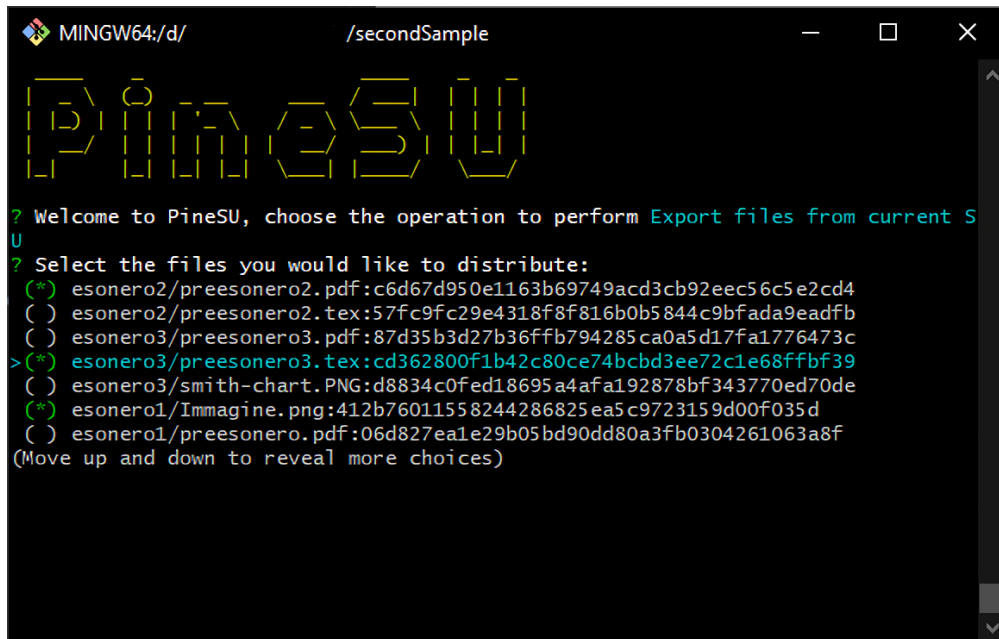 MINGW64:/d/ /secondSample
PineSU
? Welcome to PineSU, choose the operation to perform Export files from current S
U
? Select the files you would like to distribute:
(*) esonero2/preesonero2.pdf:c6d67d950e1163b69749acd3cb92eec56c5e2cd4
( ) esonero2/preesonero2.tex:57fc9fc29e4318f8f816b0b5844c9bfada9eadfb
( ) esonero3/preesonero3.pdf:87d35b3d27b36ffb794285ca0a5d17fa1776473c
>(*) esonero3/preesonero3.tex:cd362800f1b42c80ce74bcbd3ee72c1e68ffbf39
( ) esonero3/smith-chart.PNG:d8834c0fed18695a4afa192878bf343770ed70de
(*) esonero1/Immagine.png:412b76011558244286825ea5c9723159d00f035d
( ) esonero1/preesonero.pdf:06d827ea1e29b05bd90dd80a3fb0304261063a8f
(Move up and down to reveal more choices)